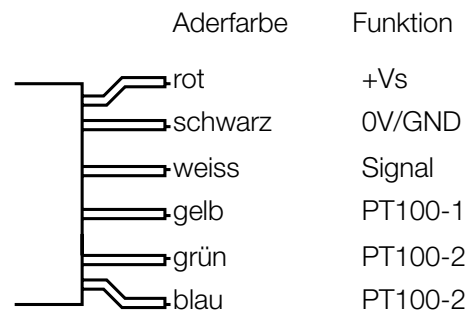 Aderfarbe Funktion
rot +Vs
schwarz 0V/GND
weiss Signal
gelb PT100-1
grün PT100-2
blau PT100-2